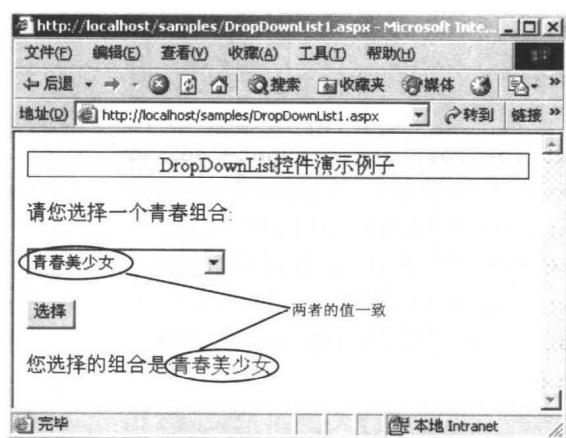 http://localhost/samples/DropDownList1.aspx - Microsoft Inte...
文件(F) 编辑(E) 查看(V) 收藏(A) 工具(T) 帮助(H)
后退 搜索 收藏夹 媒体 »
地址(D) http://localhost/samples/DropDownList1.aspx 转到 链接 »
DropDownList控件演示例子
请您选择一个青春组合:
青春美少女
选择
两者的值一致
您选择的组合是:青春美少女
完毕 本地 Intranet